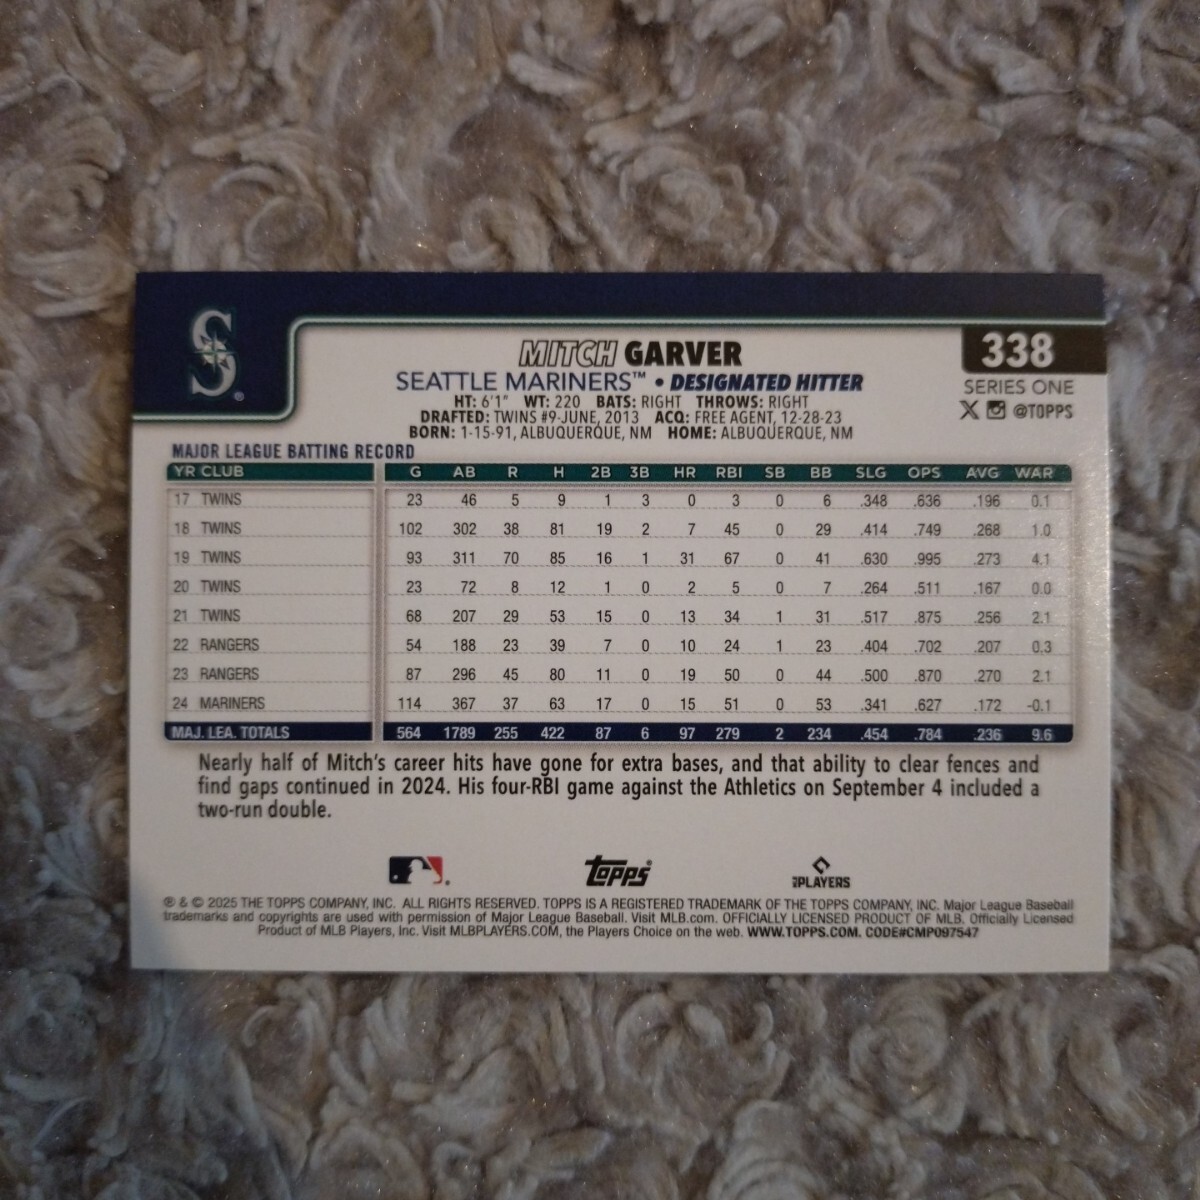 S
®
MITCH GARVER
338
SEATTLE MARINERS™ • DESIGNATED HITTER
SERIES ONE
HT: 6'1" WT: 220 BATS: RIGHT THROWS: RIGHT
@TOPPS
DRAFTED: TWINS #9-JUNE, 2013 ACQ: FREE AGENT, 12-28-23
BORN: 1-15-91, ALBUQUERQUE, NM HOME: ALBUQUERQUE, NM
MAJOR LEAGUE BATTING RECORD
YR CLUB G AB R H 2B 3B HR RBI SB BB SLG OPS AVG WAR
17 TWINS 23 46 5 9 1 3 0 3 0 6 .348 .636 .196 0.1
18 TWINS 102 302 38 81 19 2 7 45 0 29 .414 .749 .268 1.0
19 TWINS 93 311 70 85 16 1 31 67 0 41 .630 .995 .273 4.1
20 TWINS 23 72 8 12 1 0 2 5 0 7 .264 .511 .167 0.0
21 TWINS 68 207 29 53 15 0 13 34 1 31 .517 .875 .256 2.1
22 RANGERS 54 188 23 39 7 0 10 24 1 23 .404 .702 .207 0.3
23 RANGERS 87 296 45 80 11 0 19 50 0 44 .500 .870 .270 2.1
24 MARINERS 114 367 37 63 17 0 15 51 0 53 .341 .627 .172 -0.1
MAJ. LEA. TOTALS 564 1789 255 422 87 6 97 279 2 234 .454 .784 .236 9.6
Nearly half of Mitch's career hits have gone for extra bases, and that ability to clear fences and
find gaps continued in 2024. His four-RBI game against the Athletics on September 4 included a
two-run double.
Topps®
MLB PLAYERS
® & © 2025 THE TOPPS COMPANY, INC. ALL RIGHTS RESERVED. TOPPS IS A REGISTERED TRADEMARK OF THE TOPPS COMPANY, INC. Major League Baseball
trademarks and copyrights are used with permission of Major League Baseball. Visit MLB.com. OFFICIALLY LICENSED PRODUCT OF MLB. Officially Licensed
Product of MLB Players, Inc. Visit MLBPLAYERS.COM, the Players Choice on the web. WWW.TOPPS.COM. CODE#CMP097547